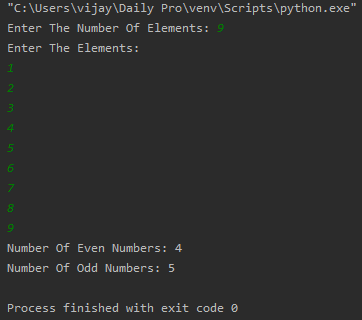 "C:\Users\vijay\Daily Pro\venv\Scripts\python.exe"
Enter The Number Of Elements: 9
Enter The Elements:
1
2
3
4
5
6
7
8
9
Number Of Even Numbers: 4
Number Of Odd Numbers: 5
Process finished with exit code 0